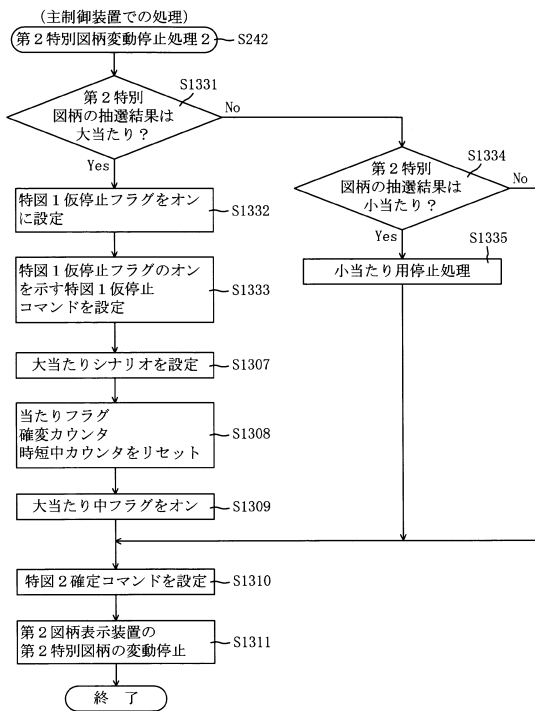 (主制御装置での処理)
第2特別図柄変動停止処理2
S242
第2特別
図柄の抽選結果は
大当たり?
S1331
No
Yes
第2特別
図柄の抽選結果は
小当たり?
S1334
No
Yes
特図1仮停止フラグをオン
に設定
S1332
小当たり用停止処理
S1335
特図1仮停止フラグのオン
を示す特図1仮停止
コマンドを設定
S1333
大当たりシナリオを設定
S1307
当たりフラグ
確変カウンタ
時短中カウンタをリセット
S1308
大当たり中フラグをオン
S1309
特図2確定コマンドを設定
S1310
第2図柄表示装置の
第2特別図柄の変動停止
S1311
終 了